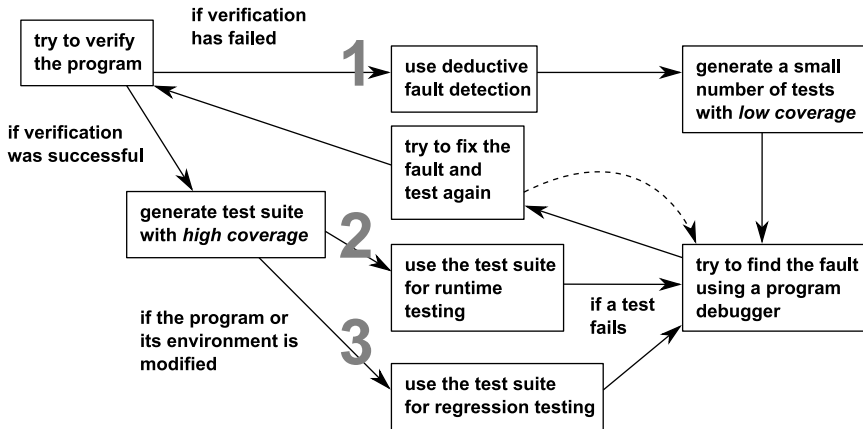 if verification
has failed
try to verify
the program
1
use deductive
fault detection
generate a small
number of tests
with low coverage
if verification
was successful
try to fix the
fault and
test again
generate test suite
with high coverage
2
use the test suite
for runtime
testing
if a test
fails
try to find the fault
using a program
debugger
if the program or
its environment is
modified
3
use the test suite
for regression testing